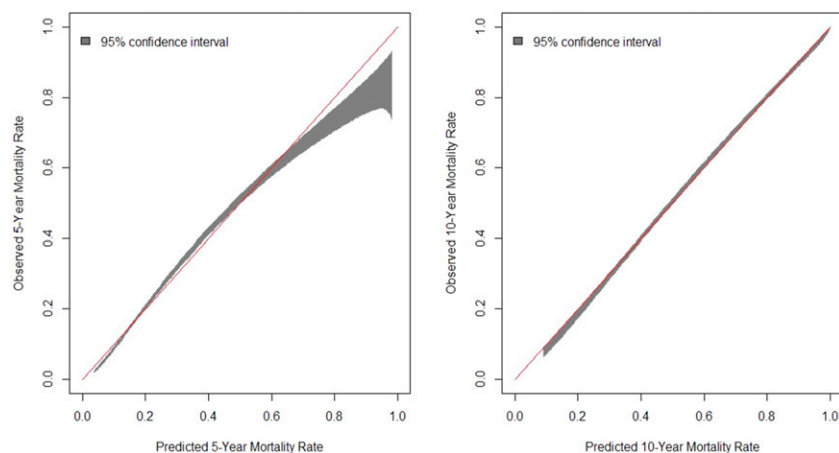 1.0
0.8
0.6
0.4
0.2
0.0
Observed 5-Year Mortality Rate
95% confidence interval
0.0 0.2 0.4 0.6 0.8 1.0
Predicted 5-Year Mortality Rate
1.0
0.8
0.6
0.4
0.2
0.0
Observed 10-Year Mortality Rate
95% confidence interval
0.0 0.2 0.4 0.6 0.8 1.0
Predicted 10-Year Mortality Rate